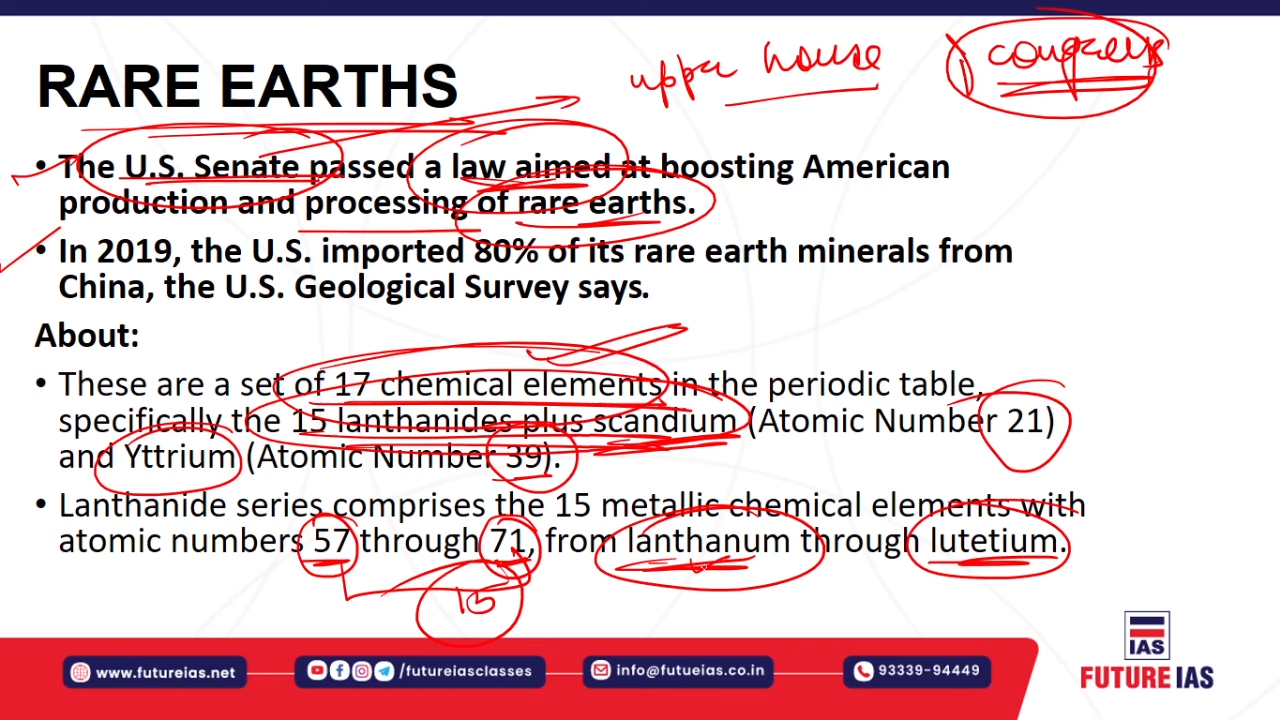 RARE EARTHS
upper house
congress
• The U.S. Senate passed a law aimed at boosting American
production and processing of rare earths.
• In 2019, the U.S. imported 80% of its rare earth minerals from
China, the U.S. Geological Survey says.
About:
• These are a set of 17 chemical elements in the periodic table,
specifically the 15 lanthanides plus scandium (Atomic Number 21)
and Yttrium (Atomic Number 39).
• Lanthanide series comprises the 15 metallic chemical elements with
atomic numbers 57 through 71, from lanthanum through lutetium.
15
www.futureias.net
/futureiasclasses
info@futueias.co.in
93339-94449
IAS
FUTURE IAS